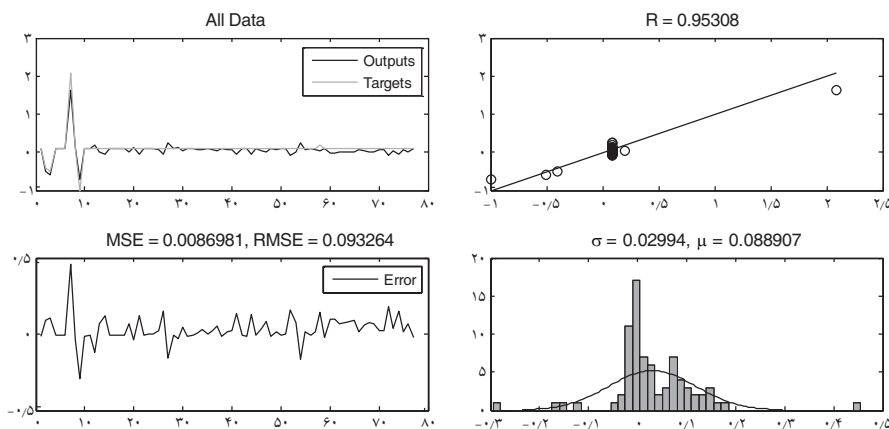 All Data
۳
۲
۱
۰
-۱
Outputs
Targets
۰ ۱۰ ۲۰ ۳۰ ۴۰ ۵۰ ۶۰ ۷۰ ۸۰
R = 0.95308
۳
۲
۱
۰
-۱
-۱ -۰/۵ ۰ ۰/۵ ۱ ۱/۵ ۲ ۲/۵
MSE = 0.0086981, RMSE = 0.093264
۰/۵
۰
-۰/۵
Error
۰ ۱۰ ۲۰ ۳۰ ۴۰ ۵۰ ۶۰ ۷۰ ۸۰
σ = 0.02994, μ = 0.088907
۲۰
۱۵
۱۰
۵
۰
-۰/۳ -۰/۲ -۰/۱ ۰ ۰/۱ ۰/۲ ۰/۳ ۰/۴ ۰/۵